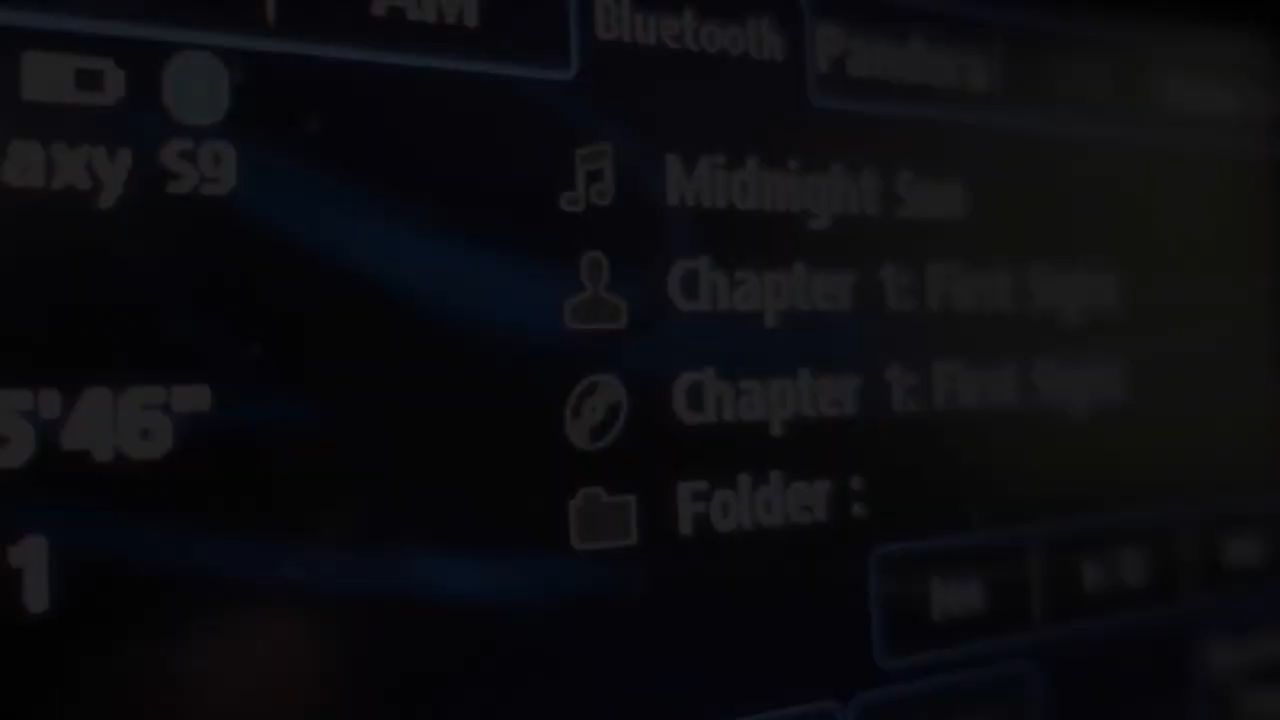 AM
Bluetooth
Pandora
axy S9
Midnight Sun
Chapter 1: First Sight
Chapter 1: First Sight
5'46"
Folder :
1